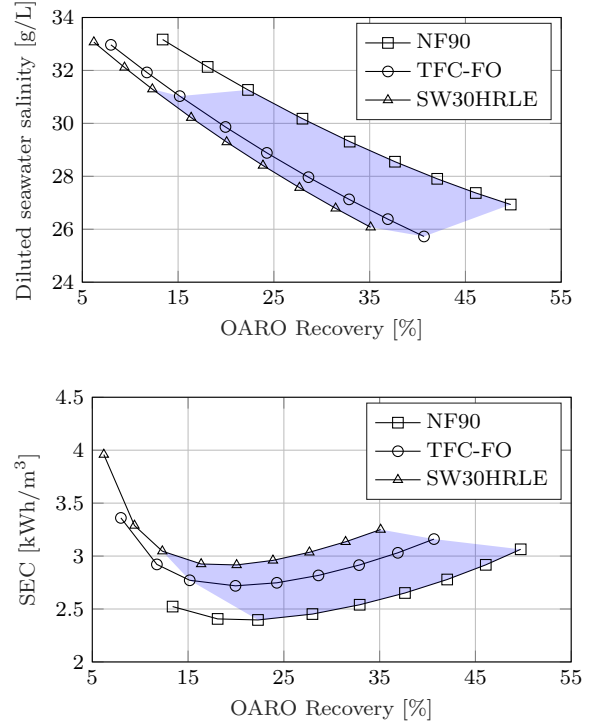 Diluted seawater salinity [g/L]
34
32
30
28
26
24
NF90
TFC-FO
SW30HRLE
5 15 25 35 45 55
OARO Recovery [%]
SEC [kWh/m³]
4.5
4
3.5
3
2.5
2
NF90
TFC-FO
SW30HRLE
5 15 25 35 45 55
OARO Recovery [%]